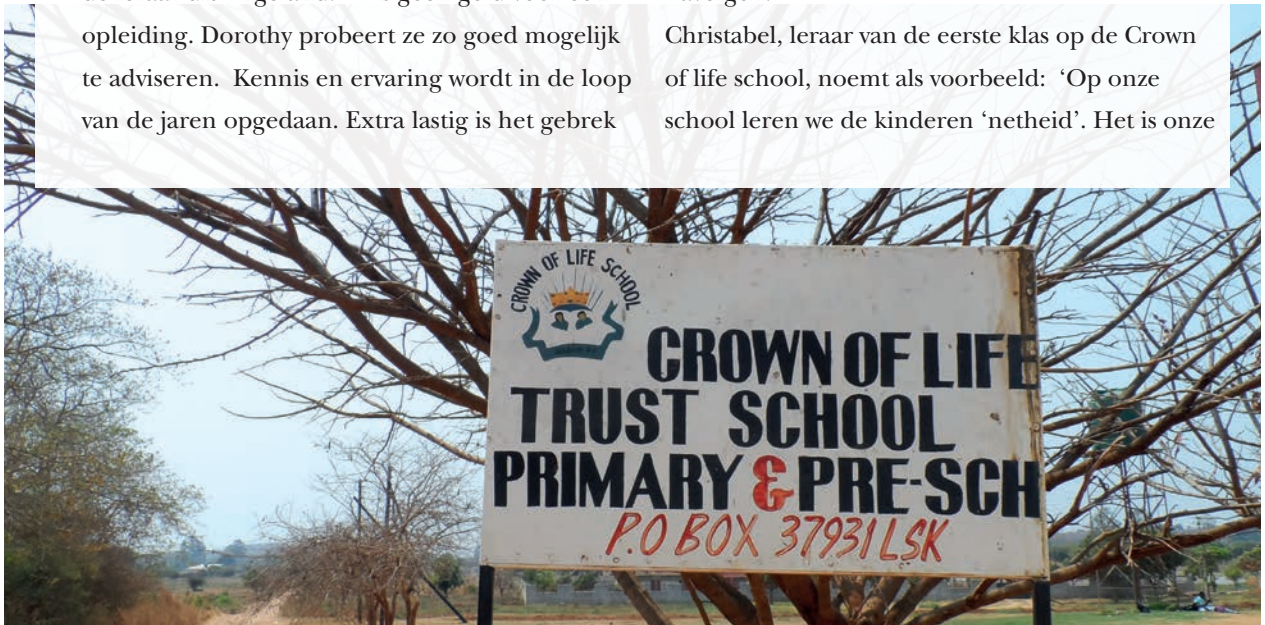 opleiding. Dorothy probeert ze zo goed mogelijk
te adviseren. Kennis en ervaring wordt in de loop
van de jaren opgedaan. Extra lastig is het gebrek
Christabel, leraar van de eerste klas op de Crown
of life school, noemt als voorbeeld: ‘Op onze
school leren we de kinderen ‘netheid’. Het is onze
CROWN OF LIFE SCHOOL
CROWN OF LIFE
TRUST SCHOOL
PRIMARY & PRE-SCH
P.O BOX 37931 LSK